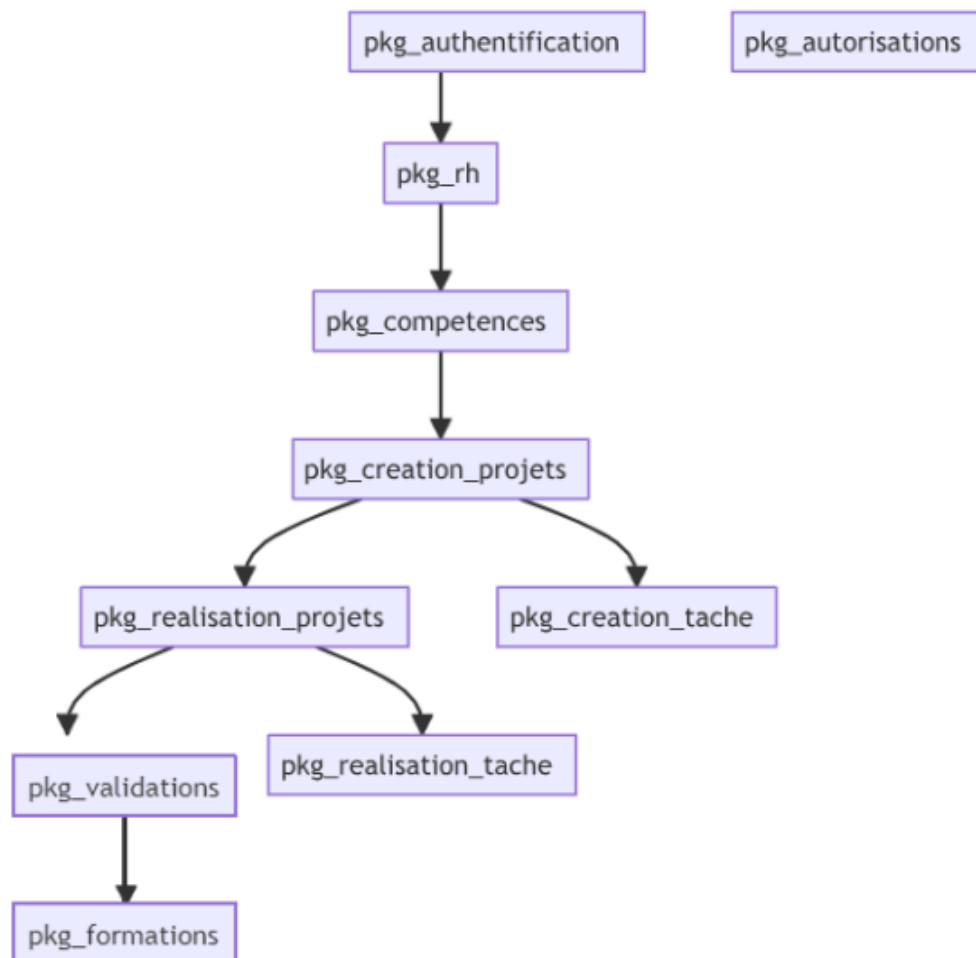 pkg_authentification
pkg_autorisations
pkg_rh
pkg_competences
pkg_creation_projets
pkg_realisation_projets
pkg_creation_tache
pkg_realisation_tache
pkg_validations
pkg_formations